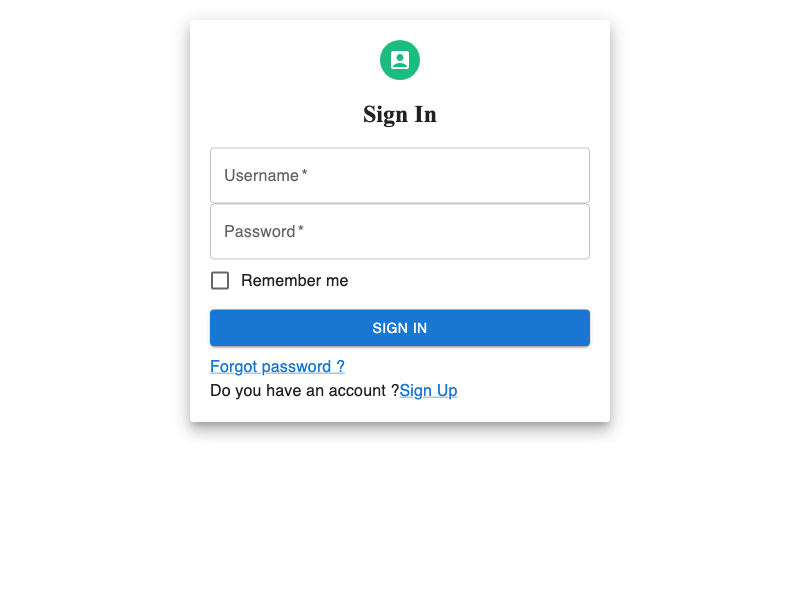 Sign In
Username *
Password *
Remember me
SIGN IN
Forgot password ?
Do you have an account ?Sign Up